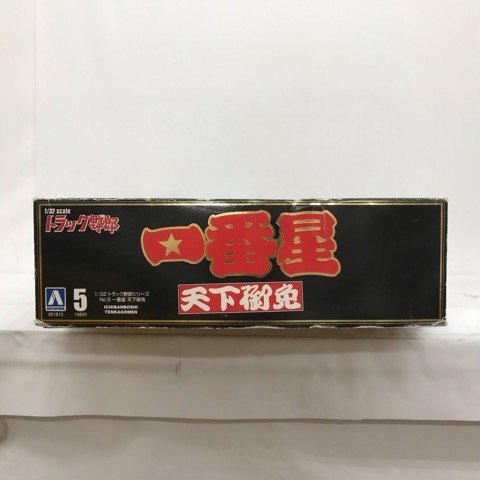 1/32 scale
トラック野郎
一番星
天下御免
5
1/32 トラック野郎シリーズ
No.5 一番星 天下御免
ICHIBANBOSHI
TENKAGOMEN
001813
14800